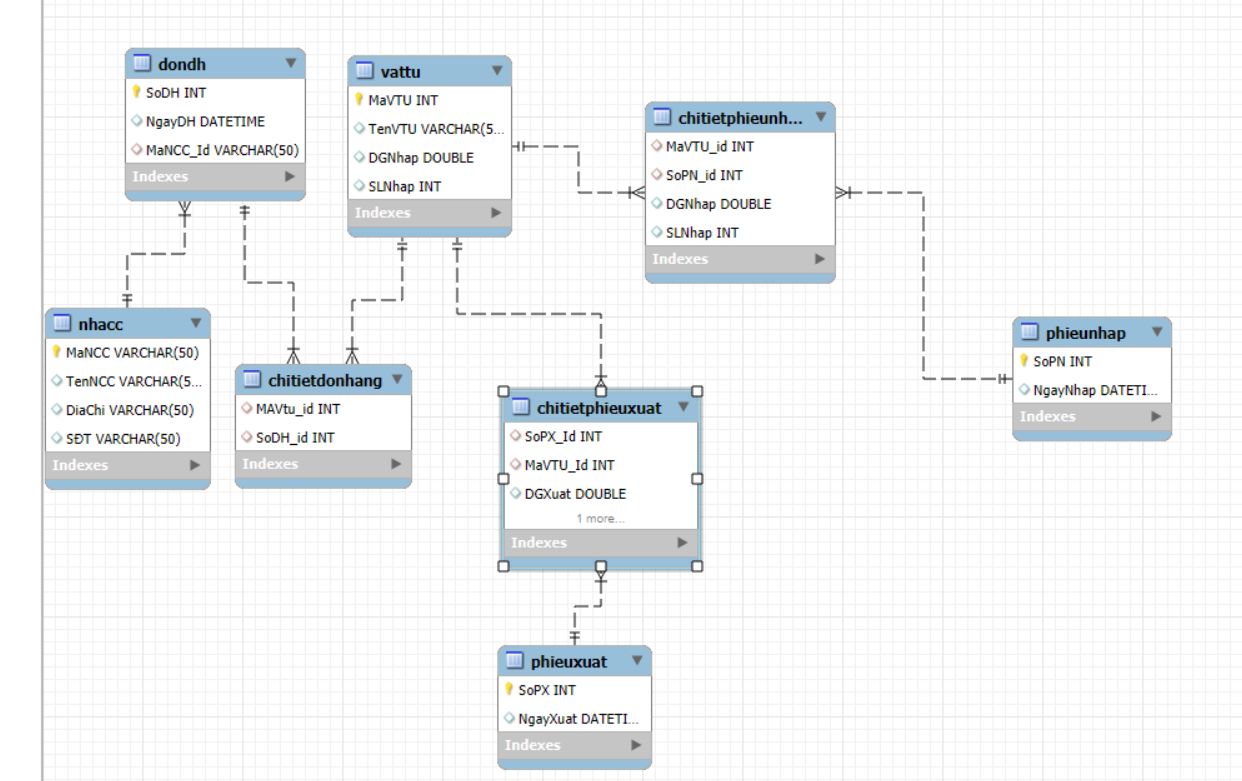 dondh
SoDH INT
NgayDH DATETIME
MaNCC_Id VARCHAR(50)
Indexes
vattu
MaVTU INT
TenVTU VARCHAR(5...
DGNhap DOUBLE
SLNhap INT
Indexes
chitietphieunh...
MaVTU_id INT
SoPN_id INT
DGNhap DOUBLE
SLNhap INT
Indexes
nhacc
MaNCC VARCHAR(50)
TenNCC VARCHAR(5...
DiaChi VARCHAR(50)
SĐT VARCHAR(50)
Indexes
chitietdonhang
MAVtu_id INT
SoDH_id INT
Indexes
chitietphieuxuat
SoPX_Id INT
MaVTU_Id INT
DGXuat DOUBLE
1 more...
Indexes
phieunhap
SoPN INT
NgayNhap DATETI...
Indexes
phieuxuat
SoPX INT
NgayXuat DATETI...
Indexes